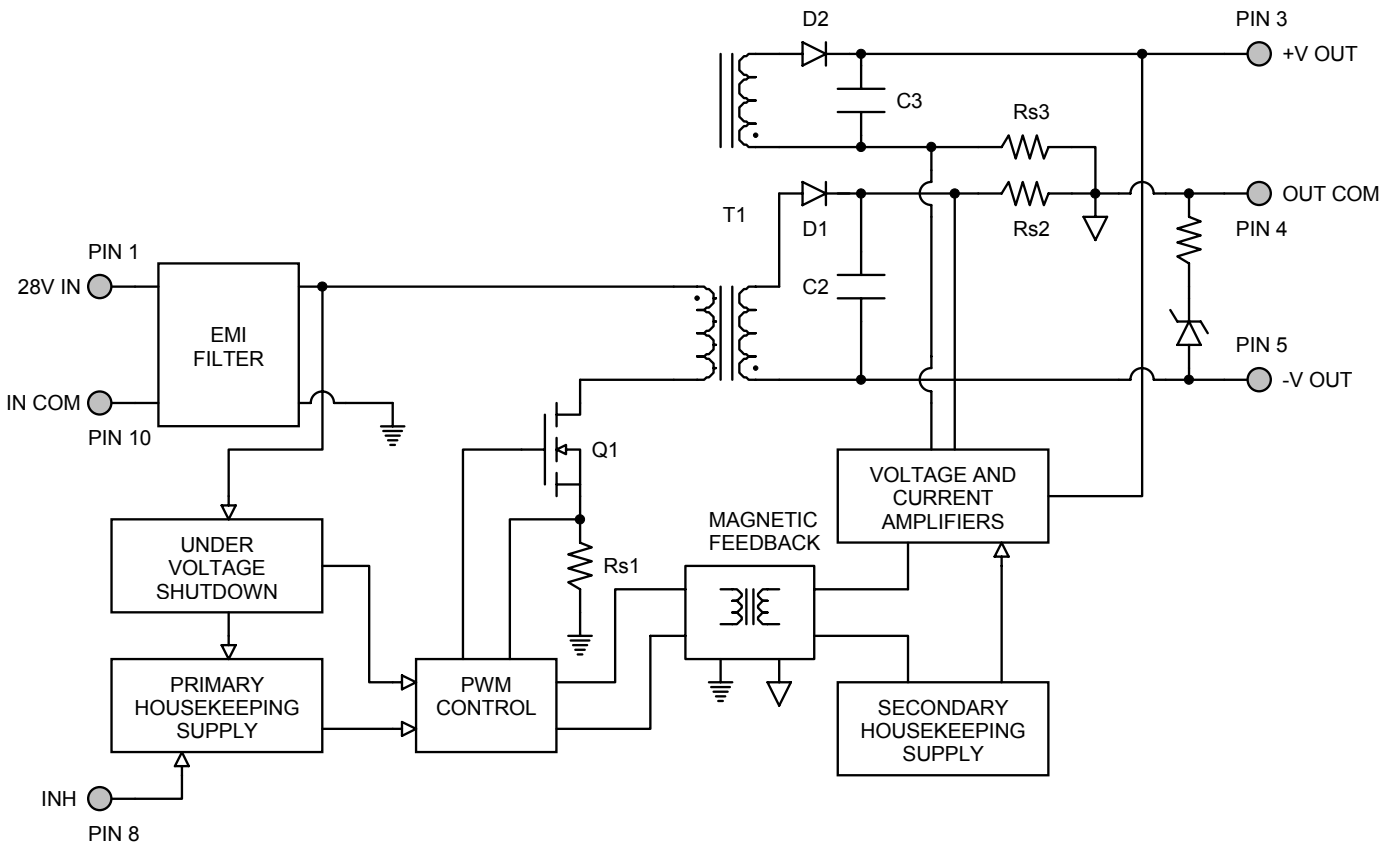 D2
PIN 3
+V OUT
C3
Rs3
T1
D1
Rs2
OUT COM
PIN 4
PIN 1
28V IN
EMI
FILTER
C2
PIN 5
-V OUT
IN COM
PIN 10
Q1
VOLTAGE AND
CURRENT
AMPLIFIERS
UNDER
VOLTAGE
SHUTDOWN
MAGNETIC
FEEDBACK
Rs1
PRIMARY
HOUSEKEEPING
SUPPLY
PWM
CONTROL
SECONDARY
HOUSEKEEPING
SUPPLY
INH
PIN 8